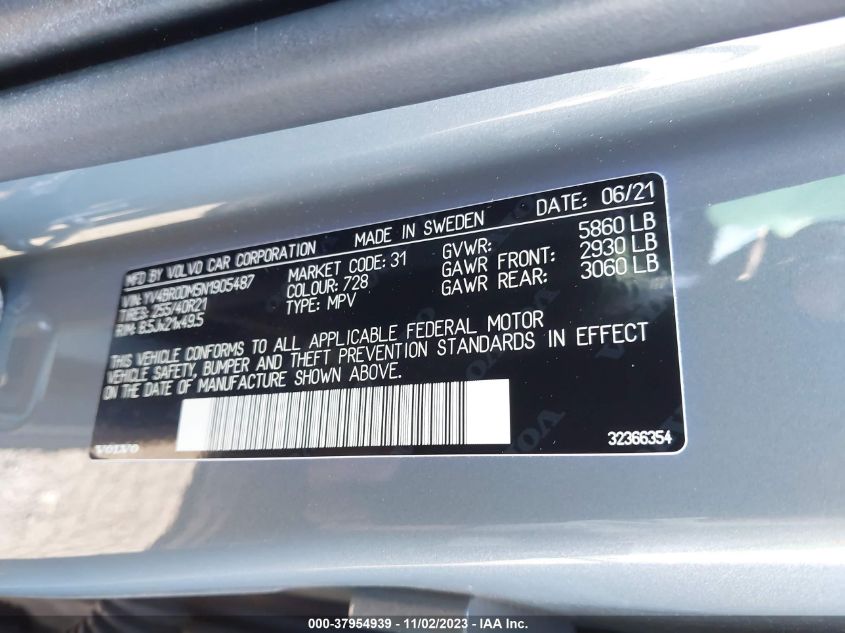 MFD BY VOLVO CAR CORPORATION MADE IN SWEDEN DATE: 06/21
VIN: YV4BR0DM5N1905487 MARKET CODE: 31 GVWR: 5860 LB
TIRES: 255/40R21 COLOUR: 728 GAWR FRONT: 2930 LB
RIM: 8.5Jx21x49.5 TYPE: MPV GAWR REAR: 3060 LB
THIS VEHICLE CONFORMS TO ALL APPLICABLE FEDERAL MOTOR
VEHICLE SAFETY, BUMPER AND THEFT PREVENTION STANDARDS IN EFFECT
ON THE DATE OF MANUFACTURE SHOWN ABOVE.
VOLVO 32366354
000-37954939 - 11/02/2023 - IAA Inc.